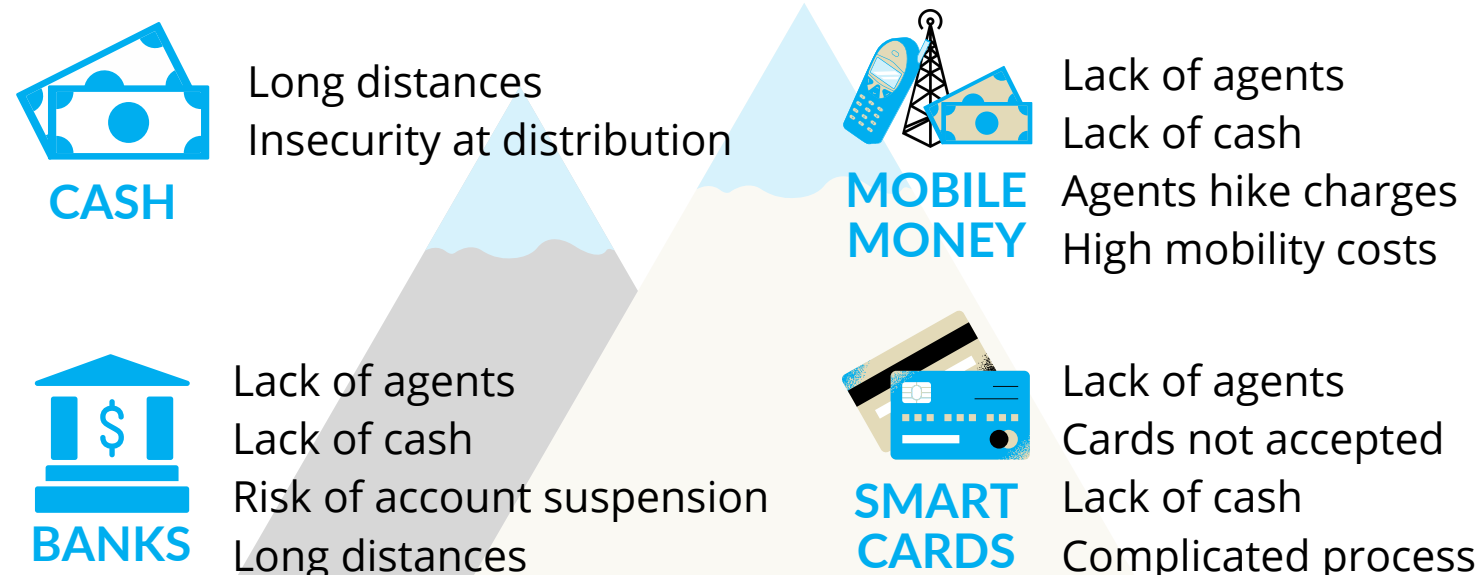 Long distances
Insecurity at distribution
CASH
Lack of agents
Lack of cash
Agents hike charges
High mobility costs
MOBILE
MONEY
$
Lack of agents
Lack of cash
Risk of account suspension
Long distances
BANKS
Lack of agents
Cards not accepted
Lack of cash
Complicated process
SMART
CARDS